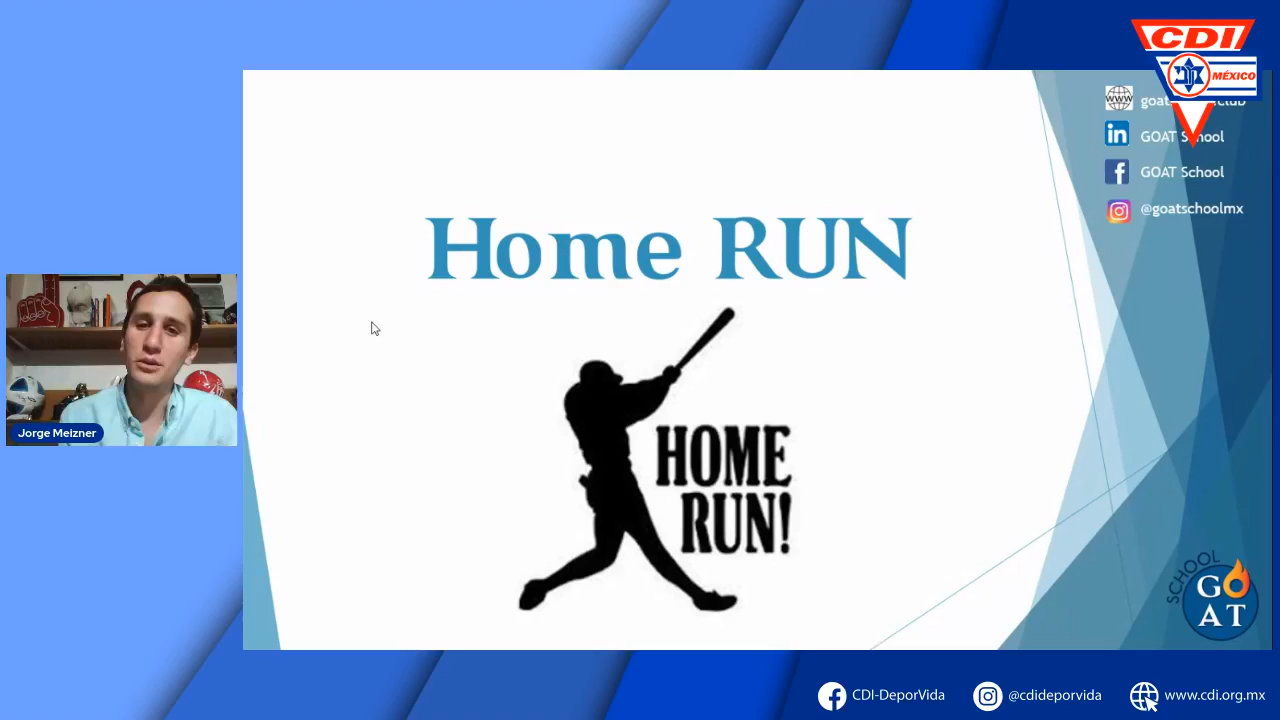 CDI
MÉXICO
GOAT School
GOAT School
@goatschoolmx
Home RUN
HOME
RUN!
Jorge Meizner
SCHOOL
GO
AT
CDI-DeporVida
@cdideporvida
www.cdi.org.mx